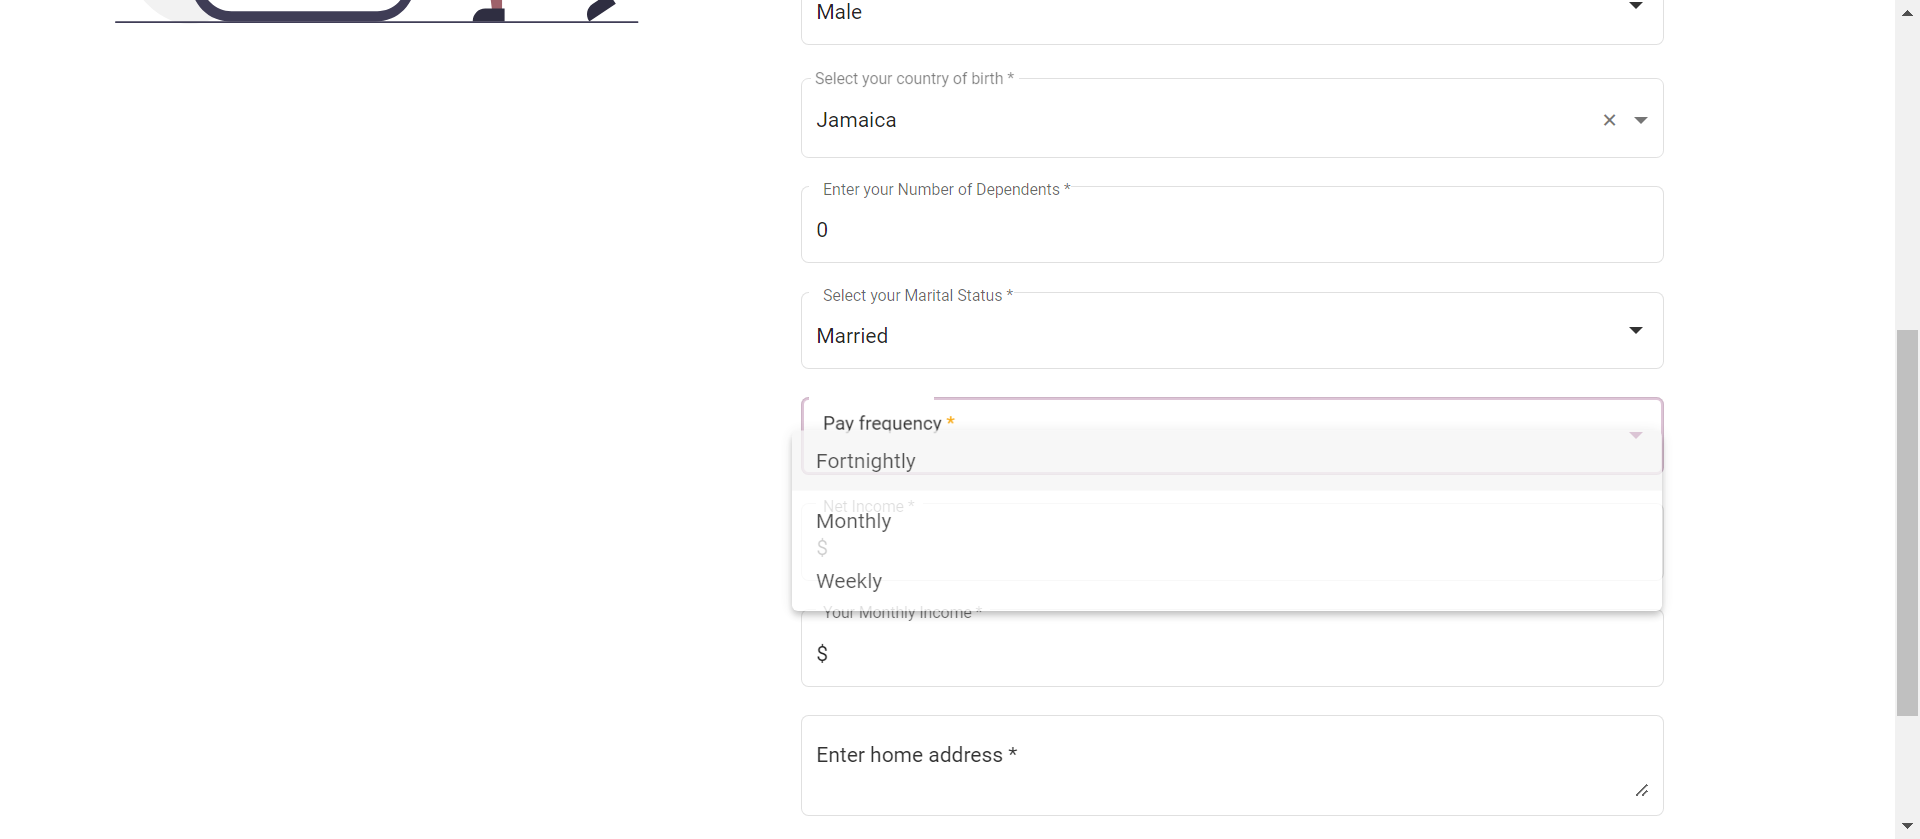 Male
Select your country of birth *
Jamaica
Enter your Number of Dependents *
0
Select your Marital Status *
Married
Pay frequency *
Fortnightly
Net Income *
Monthly
$
Weekly
Your Monthly Income *
$
Enter home address *